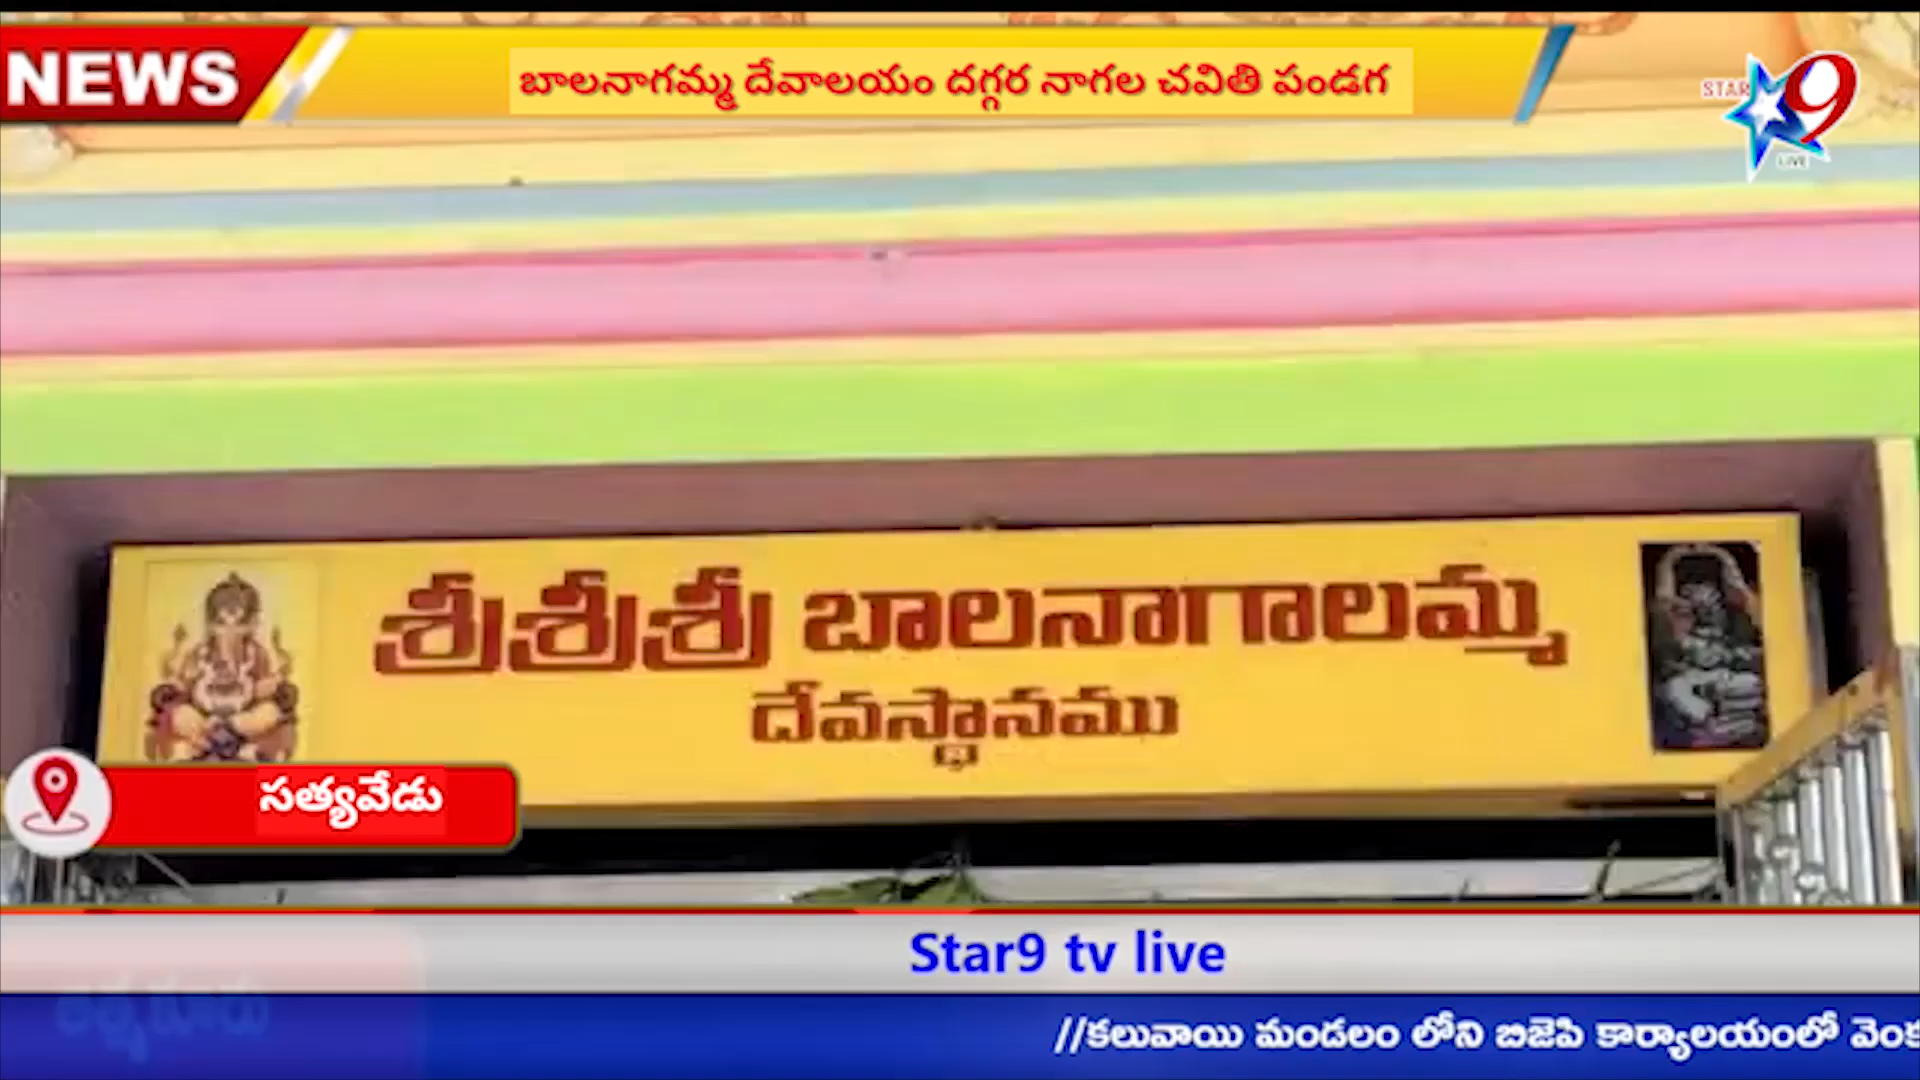 NEWS
బాలనాగమ్మ దేవాలయం దగ్గర నాగల చవితి పండగ
STAR 9
LIVE
శ్రీశ్రీశ్రీ బాలనాగాలమ్మ
దేవస్థానము
సత్యవేడు
Star9 tv live
//కలువాయి మండలం లోని బిజెపి కార్యాలయంలో వెంక